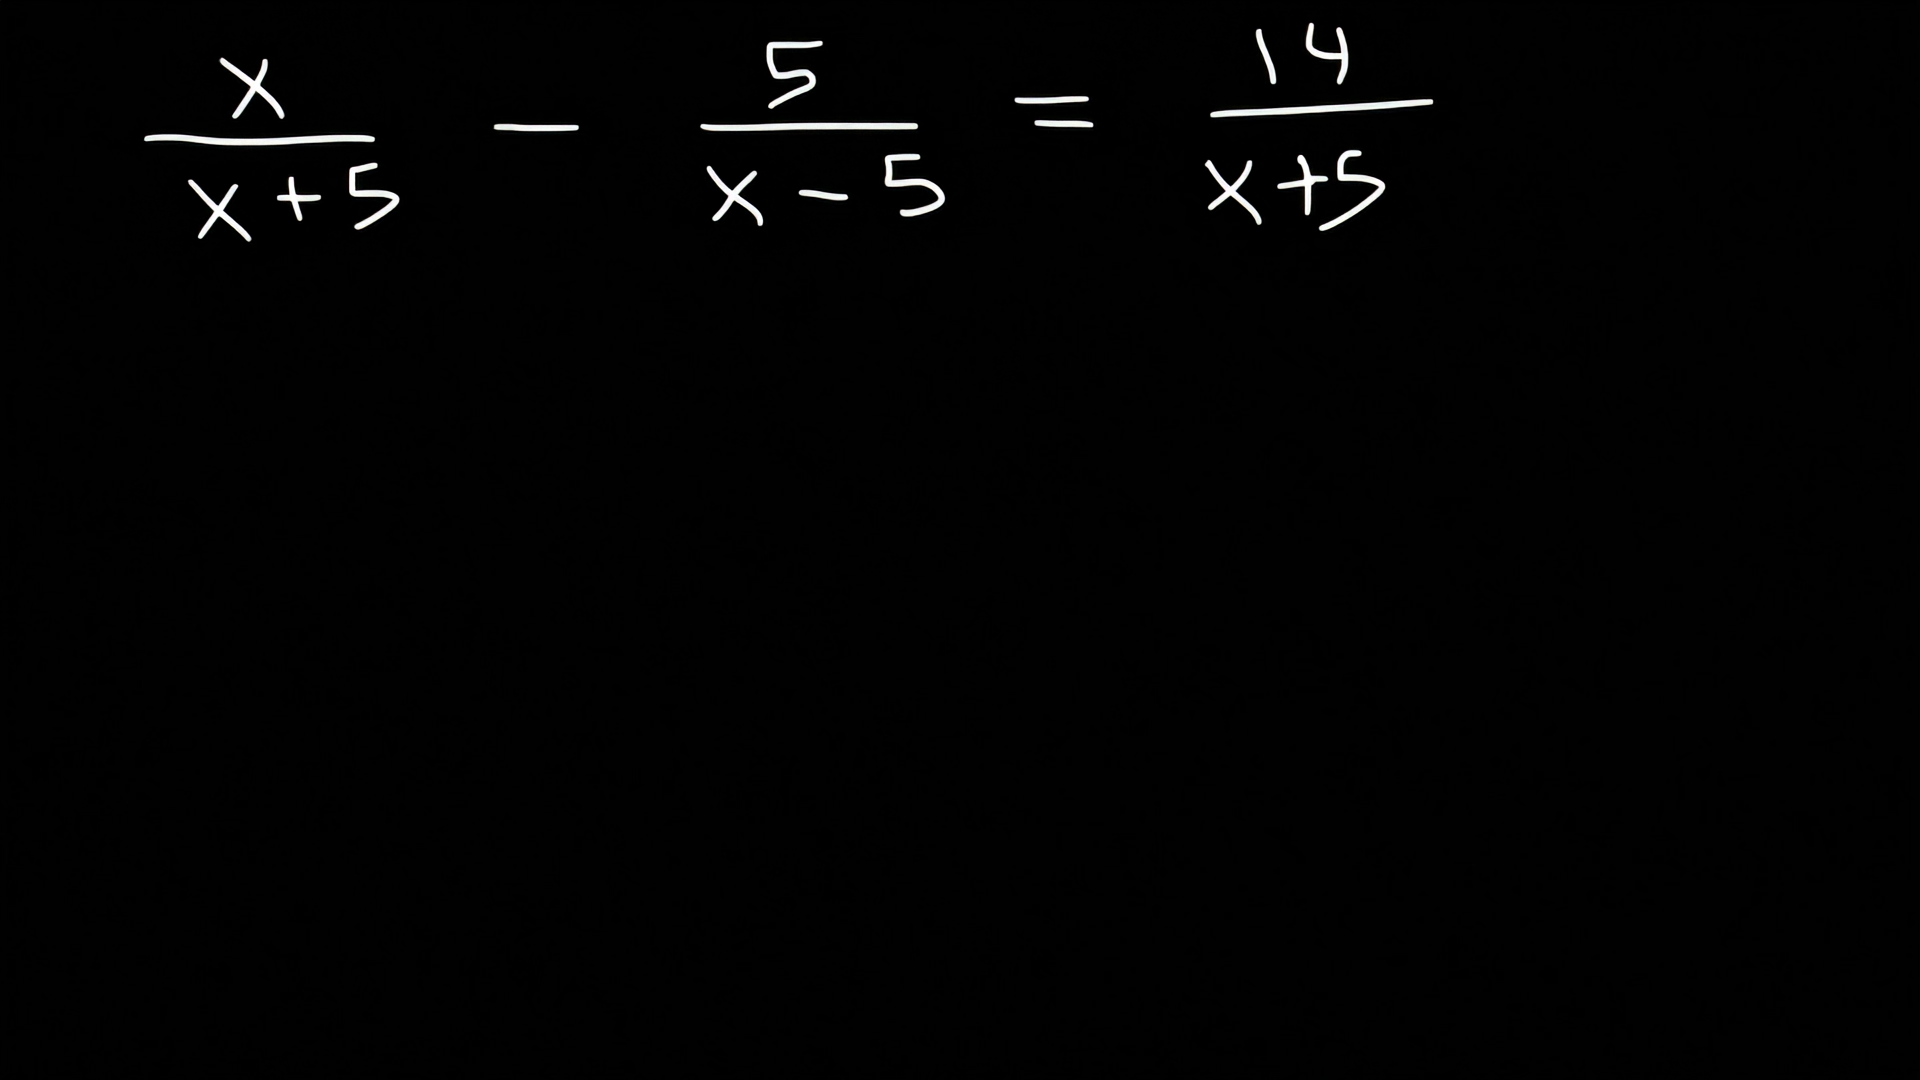 x/(x+5) — 5/(x-5) = 14/(x+5)